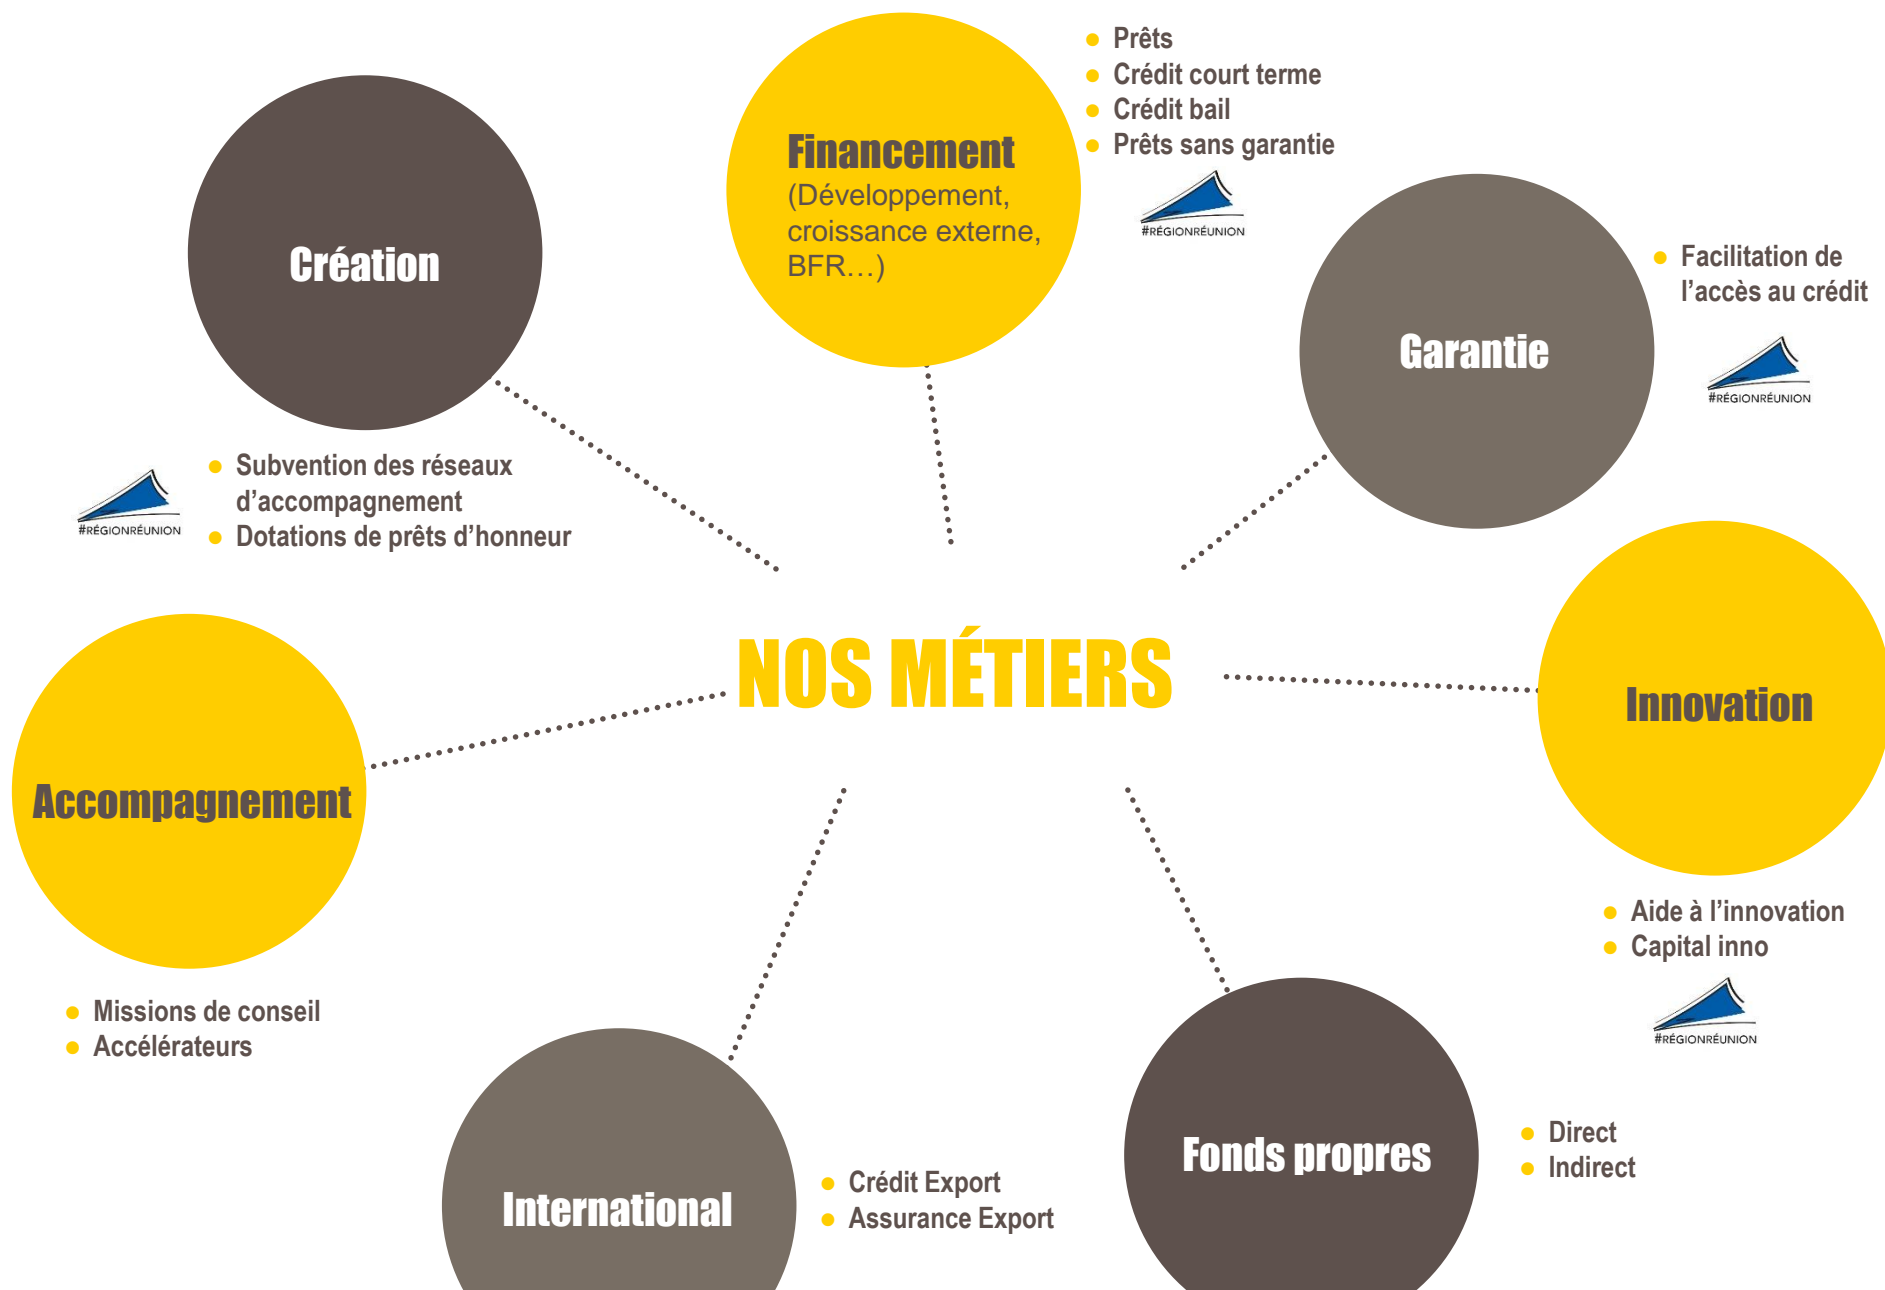 Financement
(Développement,
croissance externe,
BFR…)
Prêts
Crédit court terme
Crédit bail
Prêts sans garantie
#RÉGIONRÉUNION
Création
Subvention des réseaux
d’accompagnement
Dotations de prêts d’honneur
#RÉGIONRÉUNION
Garantie
Facilitation de
l’accès au crédit
#RÉGIONRÉUNION
NOS MÉTIERS
Innovation
Aide à l’innovation
Capital inno
#RÉGIONRÉUNION
Accompagnement
Missions de conseil
Accélérateurs
International
Crédit Export
Assurance Export
Fonds propres
Direct
Indirect